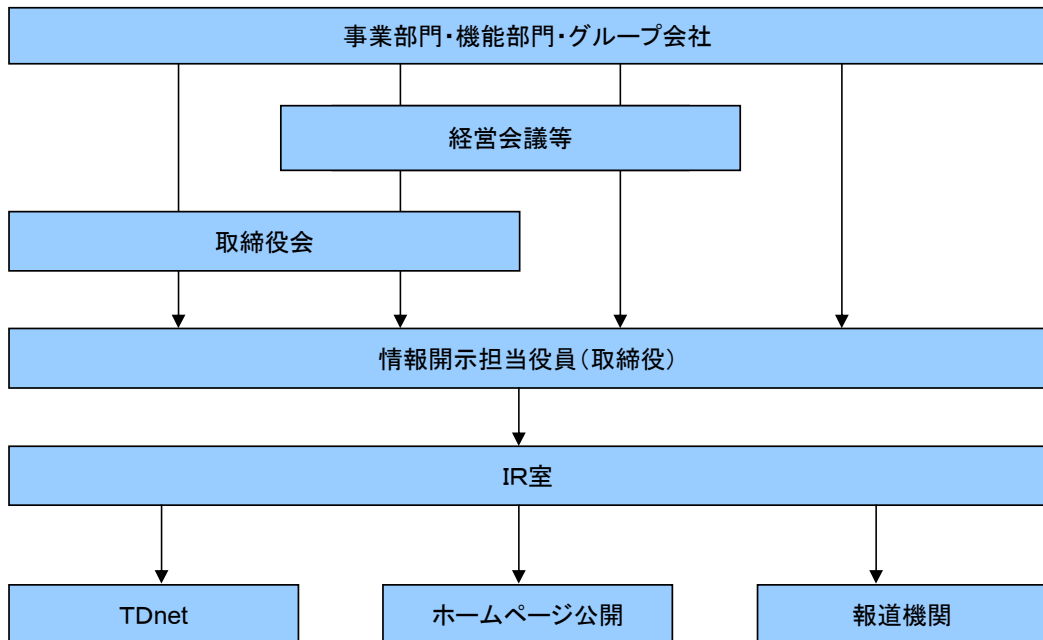 事業部門・機能部門・グループ会社
経営会議等
取締役会
情報開示担当役員(取締役)
IR室
TDnet
ホームページ公開
報道機関